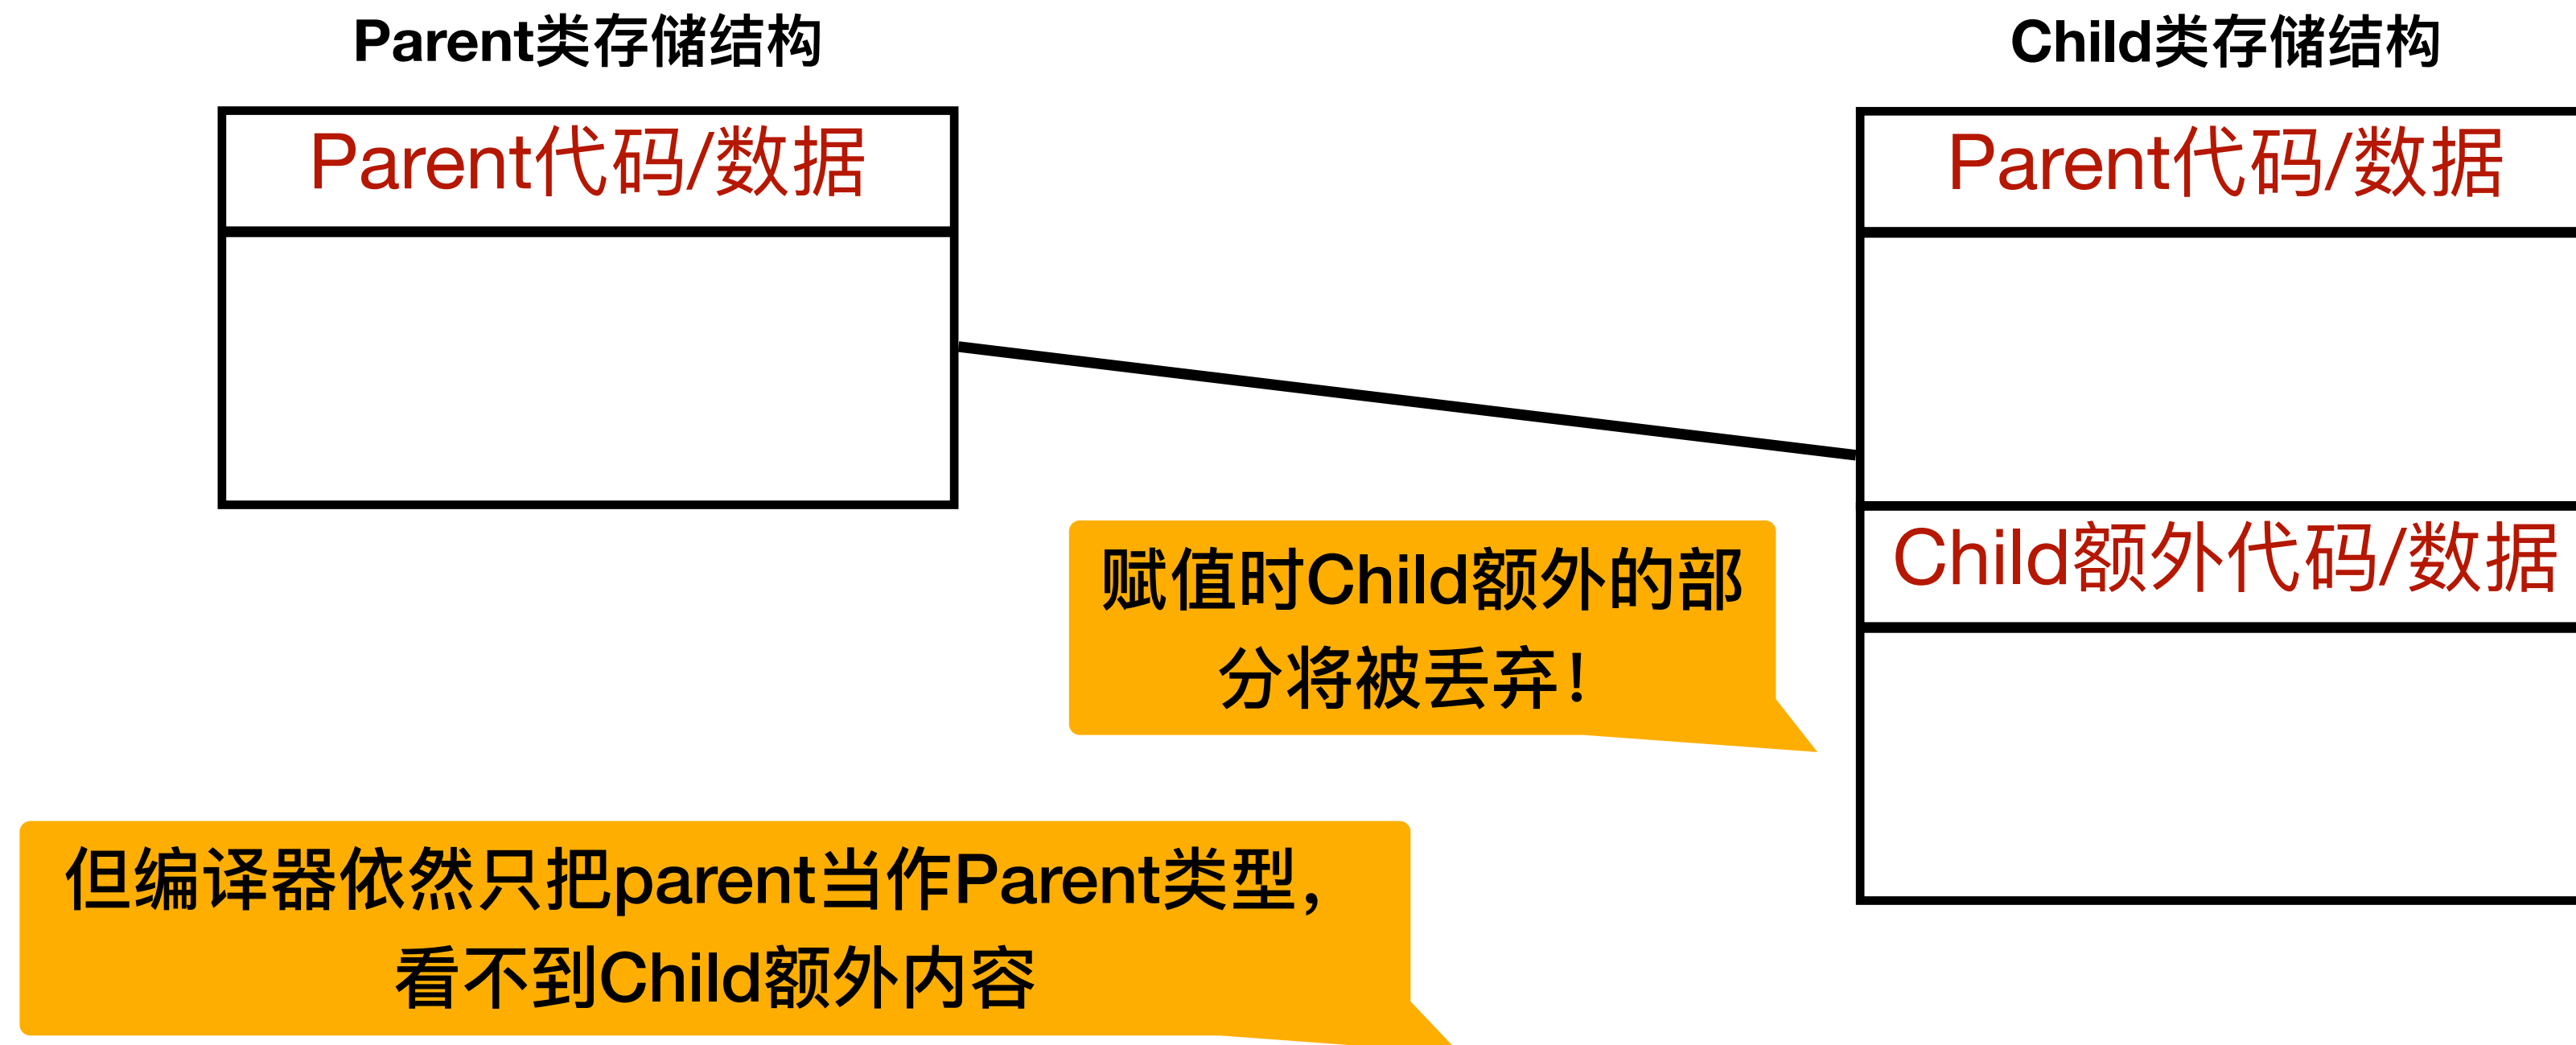 Parent类存储结构
Child类存储结构
Parent代码/数据
Parent代码/数据
Child额外代码/数据
赋值时Child额外的部
分将被丢弃！
但编译器依然只把parent当作Parent类型，
看不到Child额外内容